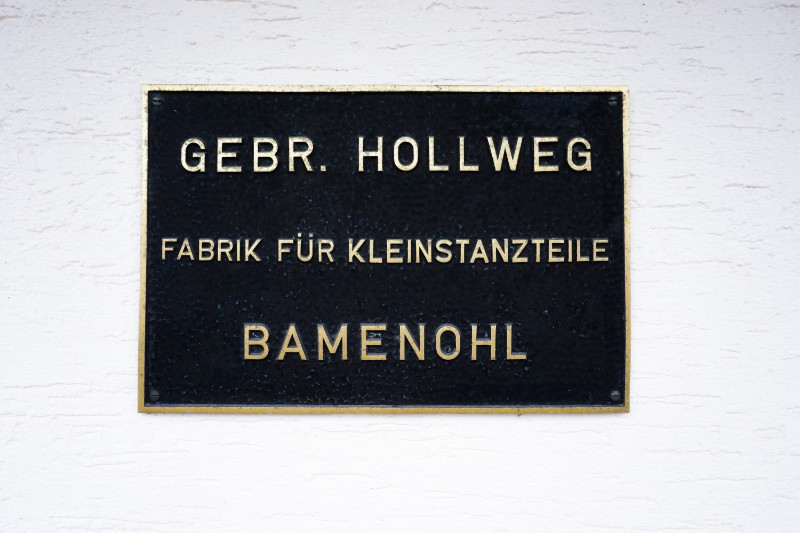 GEBR. HOLLWEG
FABRIK FÜR KLEINSTANZTEILE
BAMENOHL